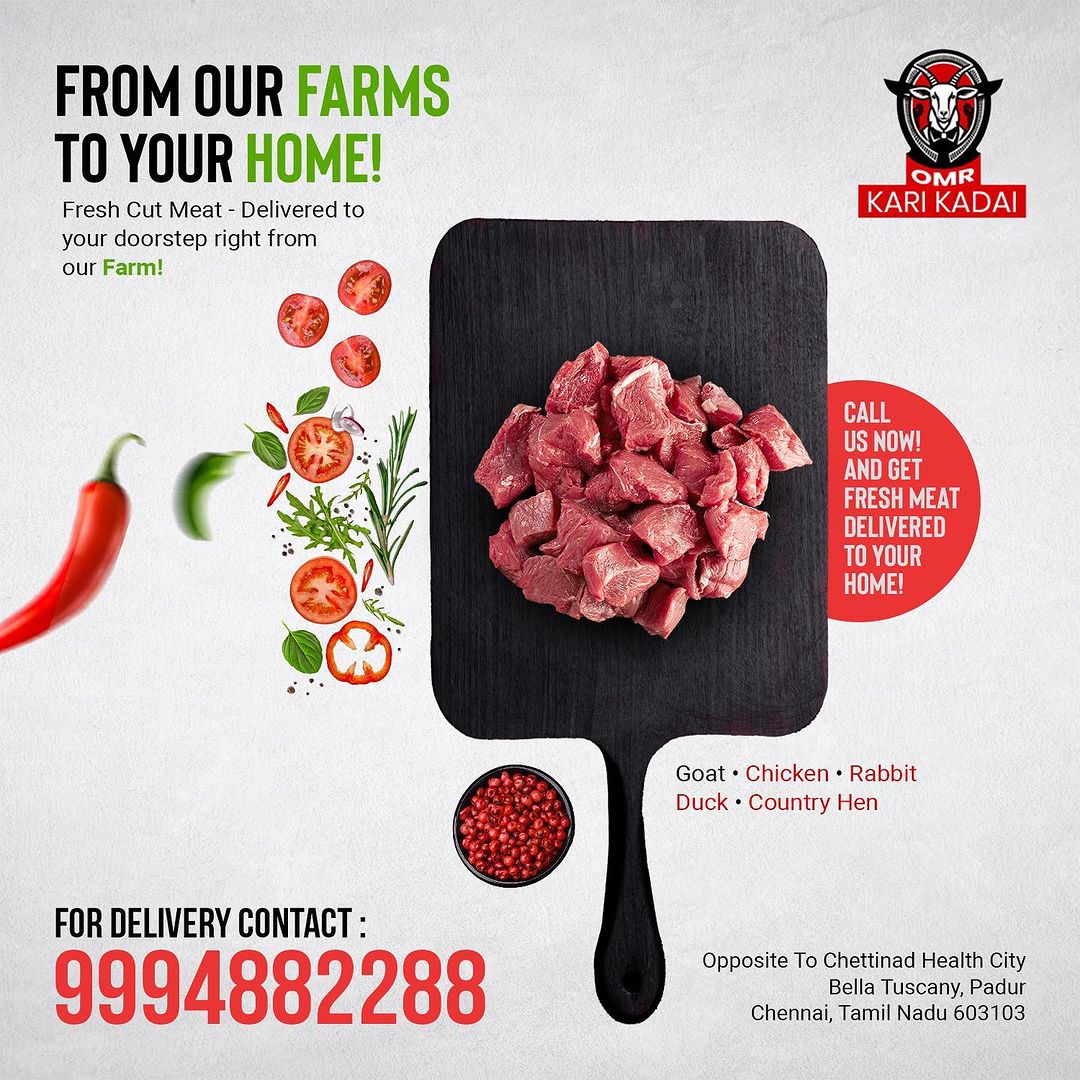 FROM OUR FARMS
TO YOUR HOME!
Fresh Cut Meat - Delivered to
your doorstep right from
our Farm!
OMR
KARI KADAI
CALL
US NOW!
AND GET
FRESH MEAT
DELIVERED
TO YOUR
HOME!
Goat • Chicken • Rabbit
Duck • Country Hen
FOR DELIVERY CONTACT :
9994882288
Opposite To Chettinad Health City
Bella Tuscany, Padur
Chennai, Tamil Nadu 603103